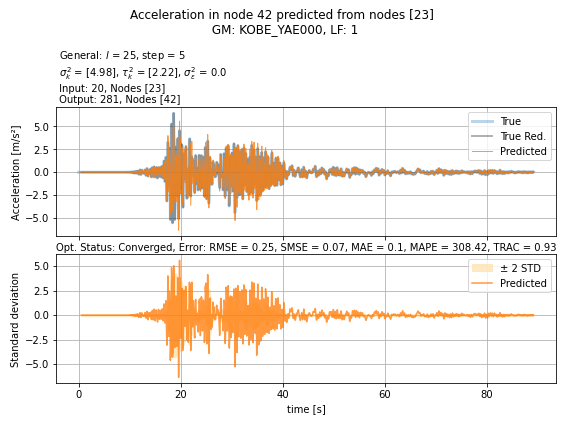 Acceleration in node 42 predicted from nodes [23]
GM: KOBE_YAE000, LF: 1
General: l = 25, step = 5
σ²ₖ = [4.98], τ²ₖ = [2.22], σ²ε = 0.0
Input: 20, Nodes [23]
Output: 281, Nodes [42]
Acceleration [m/s²]
5.0
2.5
0.0
−2.5
−5.0
True
True Red.
Predicted
Opt. Status: Converged, Error: RMSE = 0.25, SMSE = 0.07, MAE = 0.1, MAPE = 308.42, TRAC = 0.93
Standard deviation
5.0
2.5
0.0
−2.5
−5.0
± 2 STD
Predicted
0 20 40 60 80
time [s]